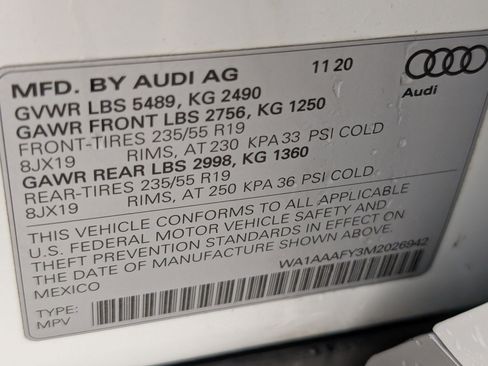 MFD. BY AUDI AG 11 20
GVWR LBS 5489, KG 2490
Audi
GAWR FRONT LBS 2756, KG 1250
FRONT-TIRES 235/55 R19
8JX19 RIMS, AT 230 KPA 33 PSI COLD
GAWR REAR LBS 2998, KG 1360
REAR-TIRES 235/55 R19
8JX19 RIMS, AT 250 KPA 36 PSI COLD
THIS VEHICLE CONFORMS TO ALL APPLICABLE
U.S. FEDERAL MOTOR VEHICLE SAFETY AND
THEFT PREVENTION STANDARDS IN EFFECT ON
THE DATE OF MANUFACTURE SHOWN ABOVE.
MEXICO
WA1AAAFY3M2026942
TYPE:
MPV